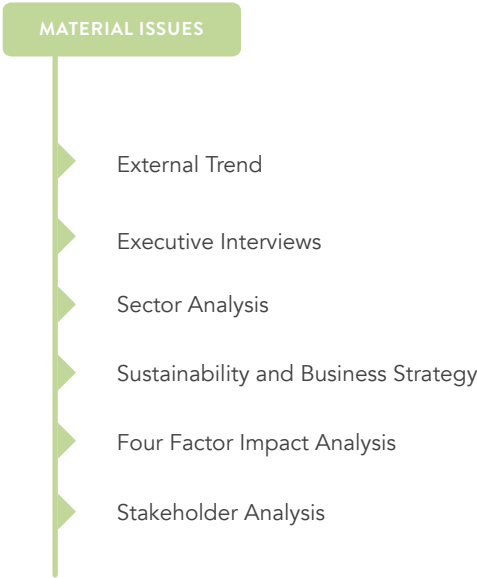 MATERIAL ISSUES
External Trend
Executive Interviews
Sector Analysis
Sustainability and Business Strategy
Four Factor Impact Analysis
Stakeholder Analysis